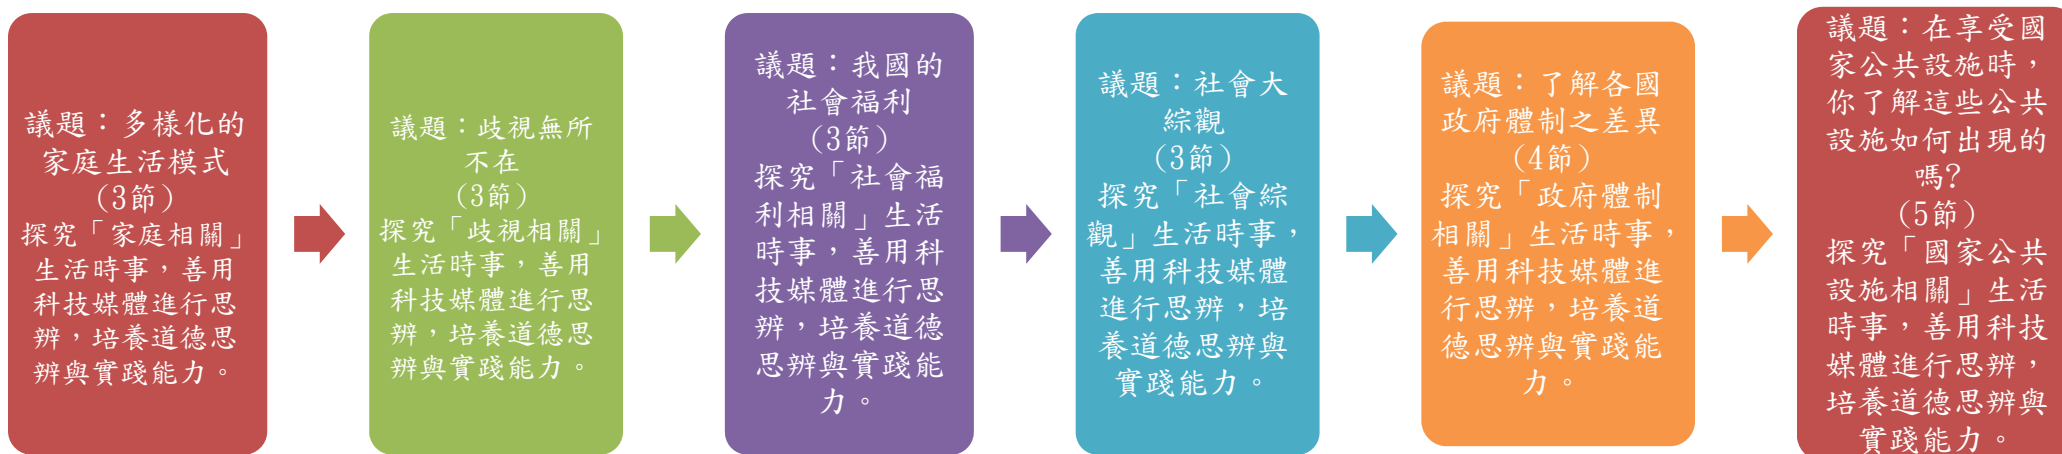 議題：多樣化的
家庭生活模式
（3節）
探究「家庭相關」
生活時事，善用
科技媒體進行思
辨，培養道德思
辨與實踐能力。
議題：歧視無所
不在
（3節）
探究「歧視相關」
生活時事，善用
科技媒體進行思
辨，培養道德思
辨與實踐能力。
議題：我國的
社會福利
（3節）
探究「社會福
利相關」生活
時事，善用科
技媒體進行思
辨，培養道德
思辨與實踐能
力。
議題：社會大
綜觀
（3節）
探究「社會綜
觀」生活時事，
善用科技媒體
進行思辨，培
養道德思辨與
實踐能力。
議題：了解各國
政府體制之差異
（4節）
探究「政府體制
相關」生活時事，
善用科技媒體進
行思辨，培養道
德思辨與實踐能
力。
議題：在享受國
家公共設施時，
你了解這些公共
設施如何出現的
嗎?
（5節）
探究「國家公共
設施相關」生活
時事，善用科技
媒體進行思辨，
培養道德思辨與
實踐能力。